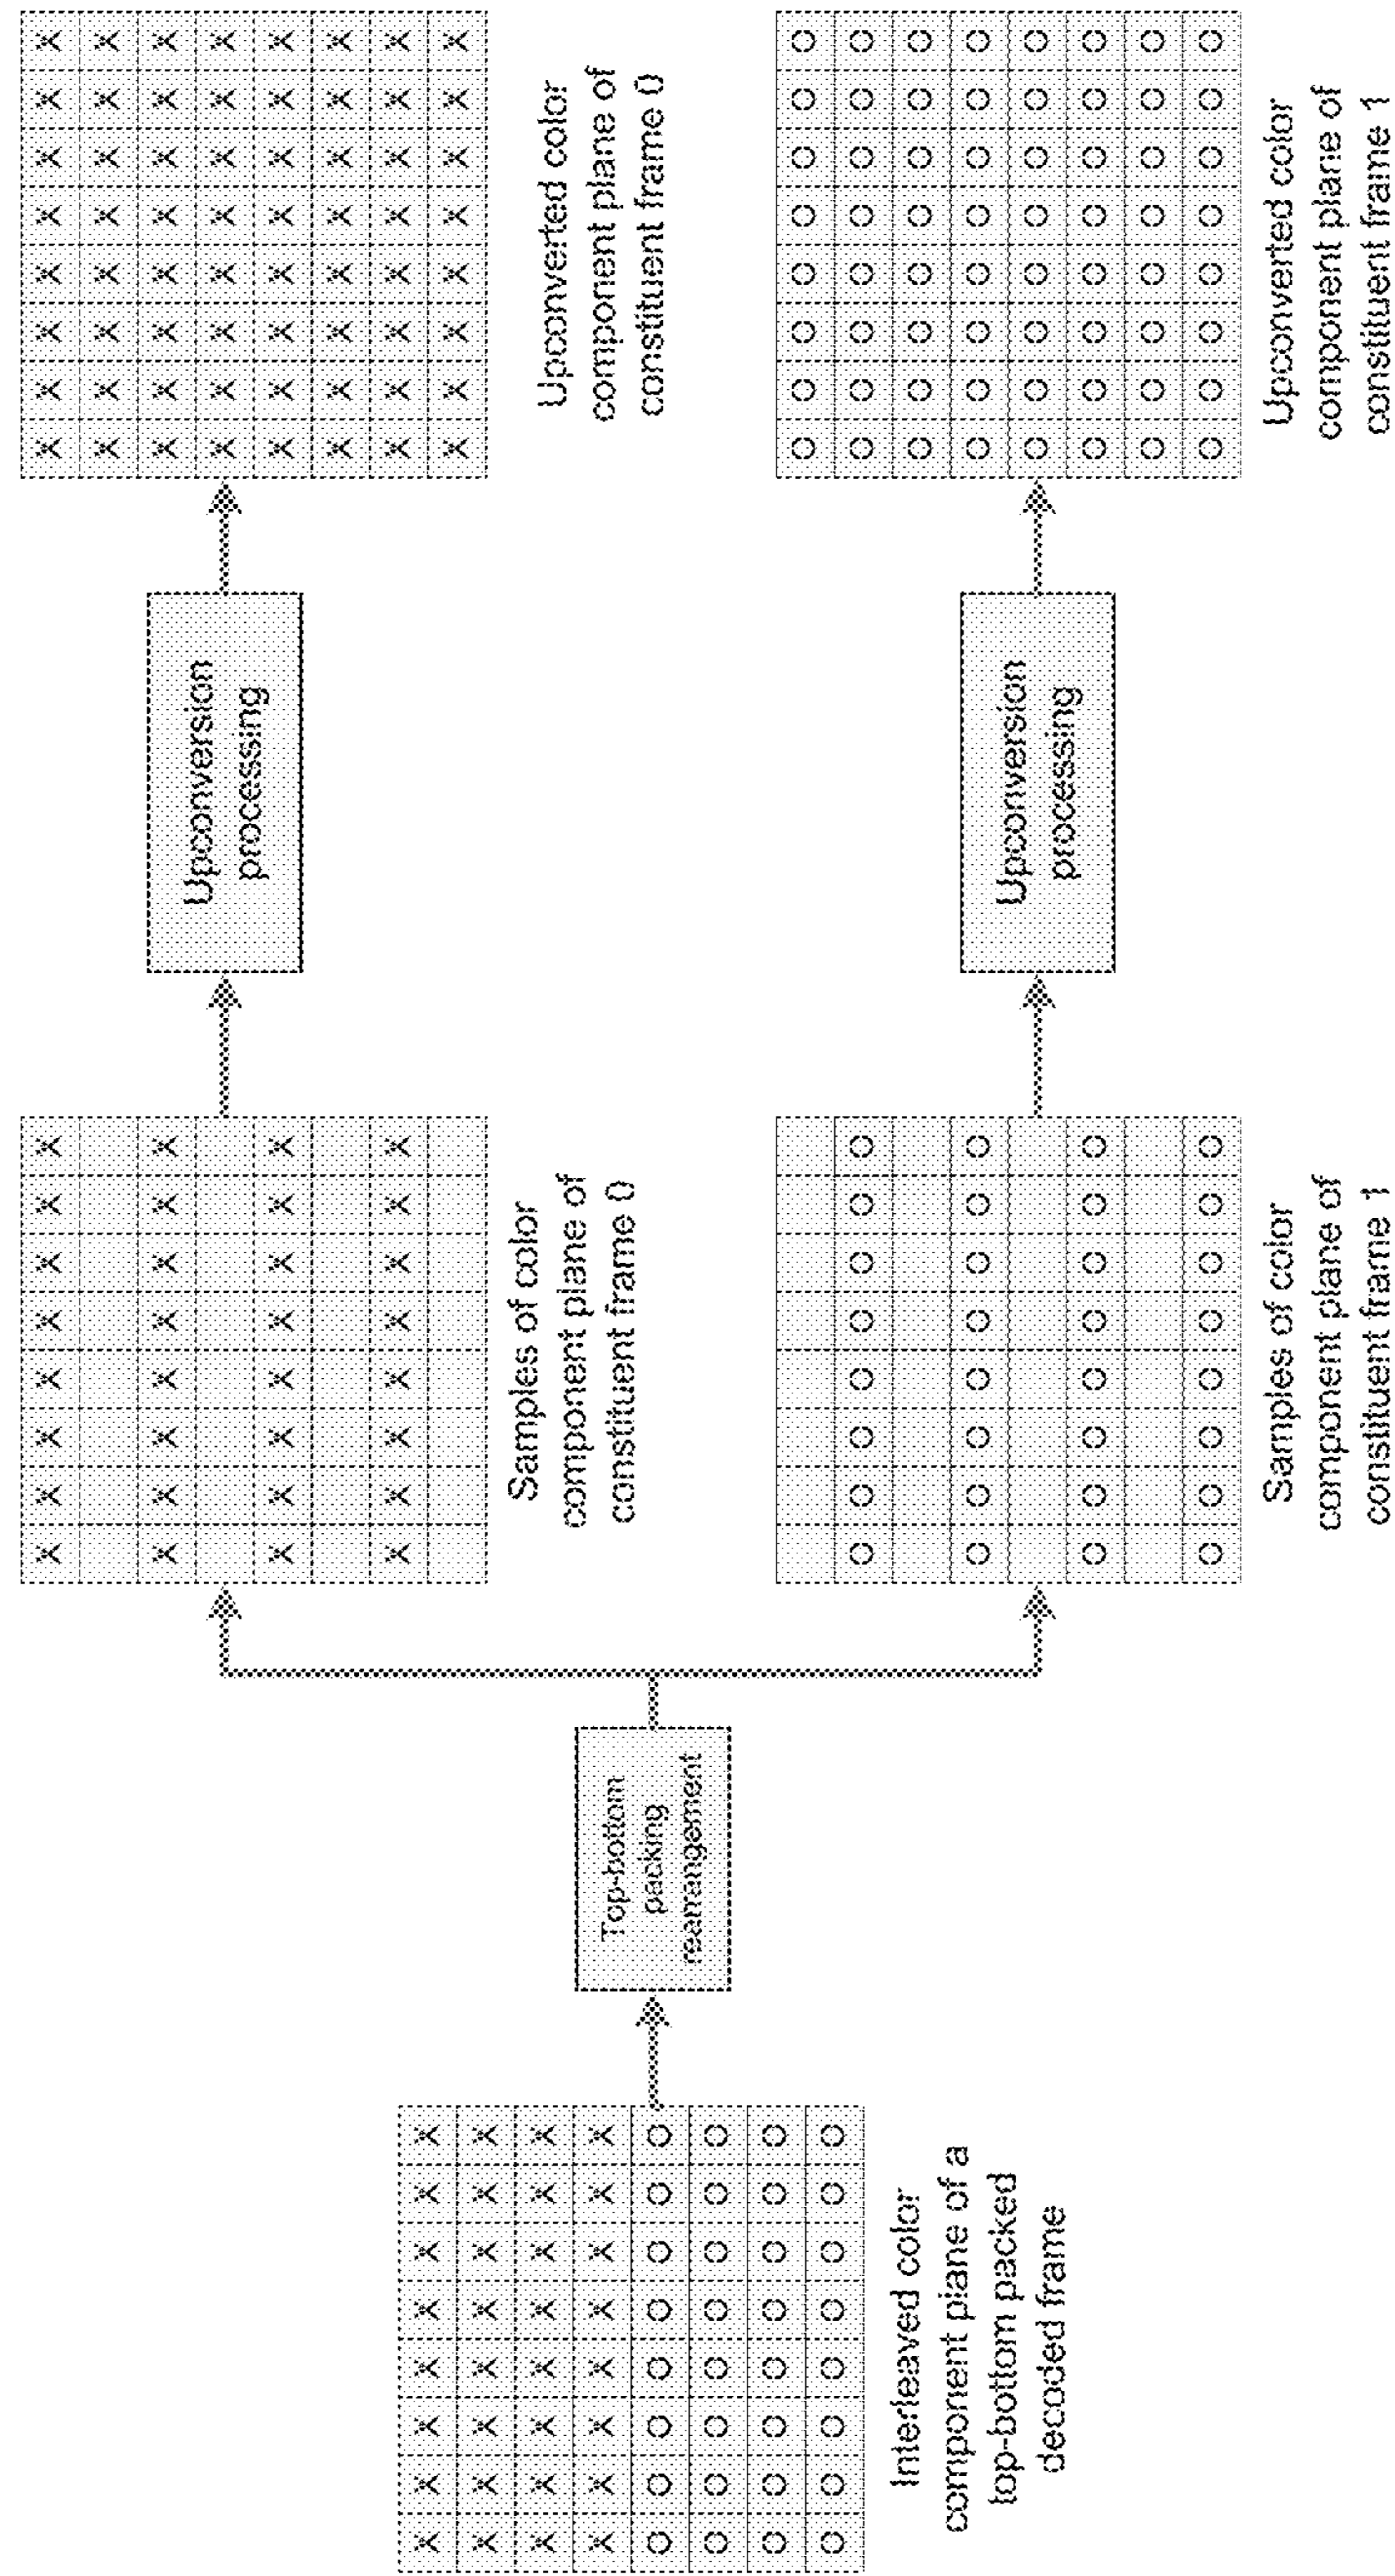 Interleaved color
component plane of a
top-bottom packed
decoded frame
Top-bottom
packing
rearrangement
Samples of color
component plane of
constituent frame 0
Upconversion
processing
Upconverted color
component plane of
constituent frame 0
Samples of color
component plane of
constituent frame 1
Upconversion
processing
Upconverted color
component plane of
constituent frame 1